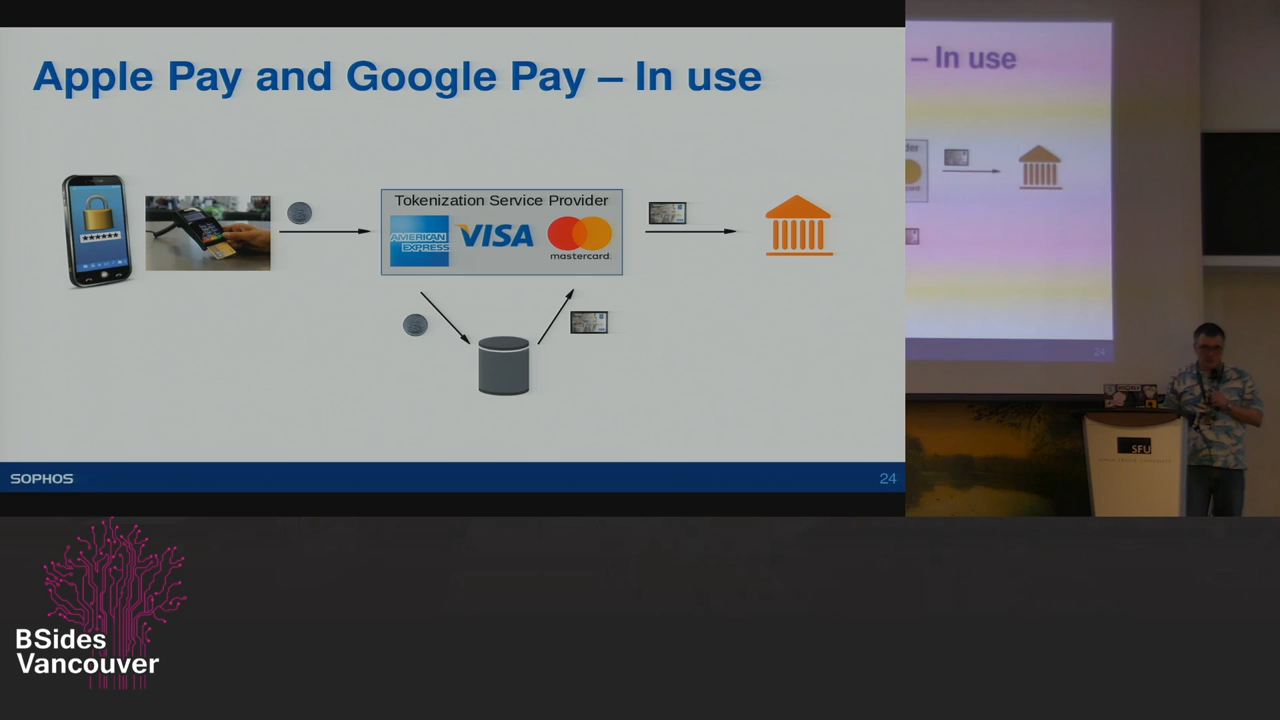 Apple Pay and Google Pay – In use
******
Tokenization Service Provider
AMERICAN
EXPRESS
VISA
mastercard.
SOPHOS
24
– In use
24
SFU
BSides
Vancouver